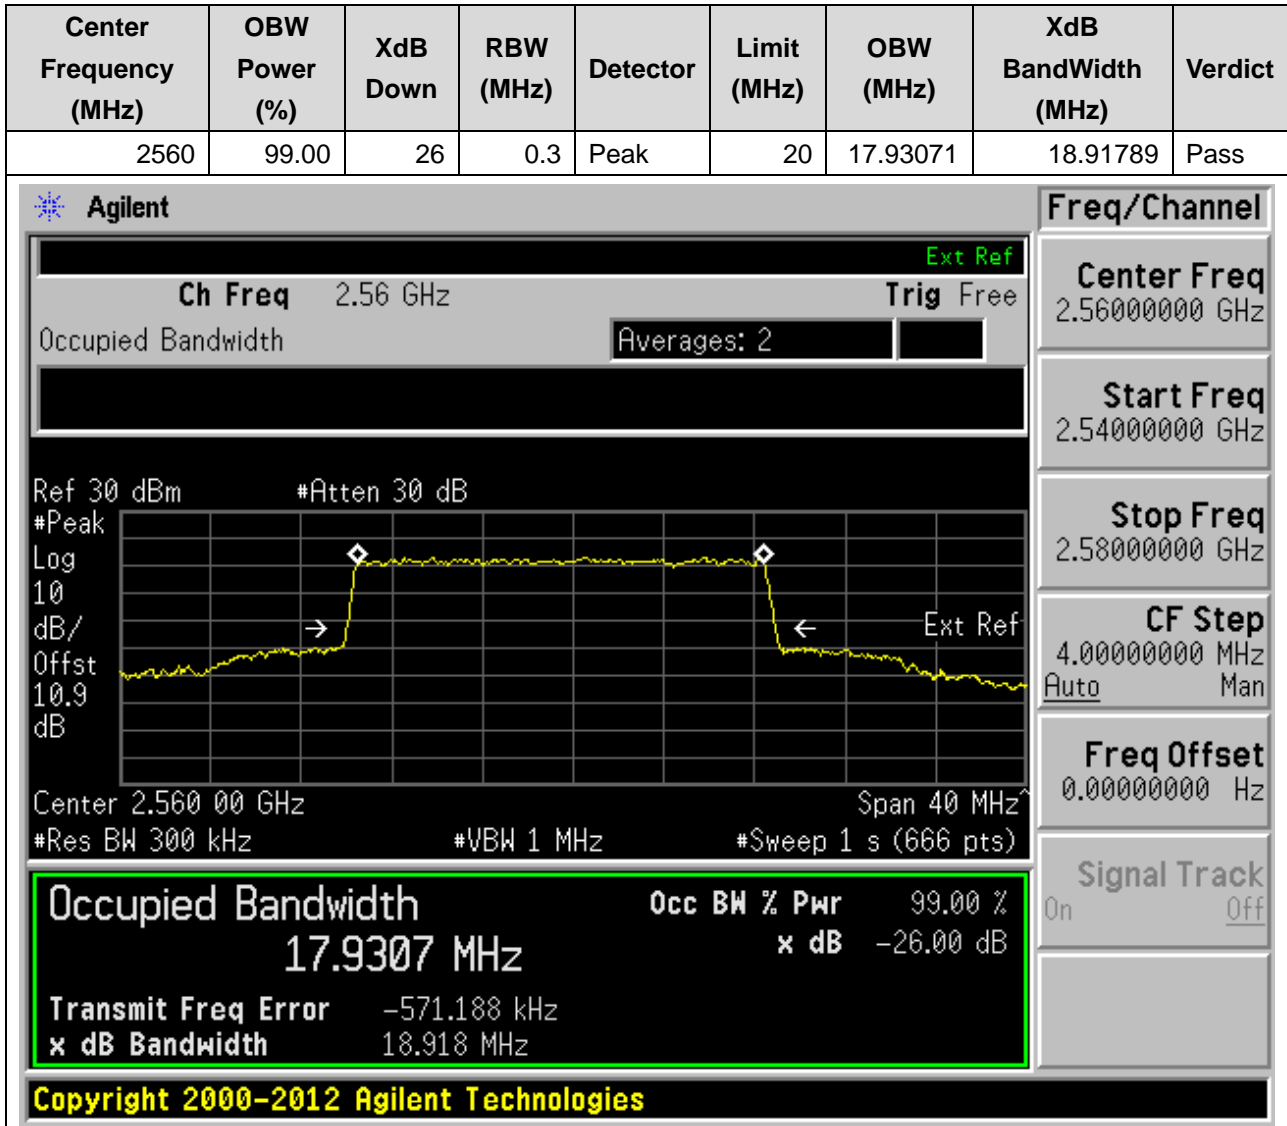 Center Frequency (MHz) OBW Power (%) XdB Down RBW (MHz) Detector Limit (MHz) OBW (MHz) XdB BandWidth (MHz) Verdict
2560 99.00 26 0.3 Peak 20 17.93071 18.91789 Pass
Agilent
Freq/Channel
Ext Ref
Ch Freq 2.56 GHz Trig Free
Occupied Bandwidth Averages: 2
Center Freq
2.56000000 GHz
Start Freq
2.54000000 GHz
Stop Freq
2.58000000 GHz
CF Step
4.00000000 MHz
Auto Man
Freq Offset
0.00000000 Hz
Signal Track
On Off
Ref 30 dBm #Atten 30 dB
#Peak
Log
10
dB/
Offst
10.9
dB
Ext Ref
Center 2.560 00 GHz Span 40 MHz^
#Res BW 300 kHz #VBW 1 MHz #Sweep 1 s (666 pts)
Occupied Bandwidth Occ BW % Pwr 99.00 %
17.9307 MHz x dB -26.00 dB
Transmit Freq Error -571.188 kHz
x dB Bandwidth 18.918 MHz
Copyright 2000-2012 Agilent Technologies